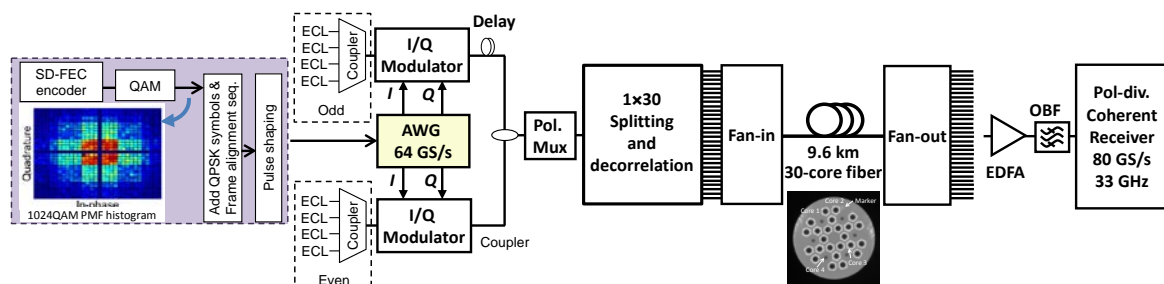 SD-FEC
encoder
QAM
Quadrature
In-phase
1024QAM PMF histogram
Add QPSK symbols &
Frame alignment seq.
Pulse shaping
ECL
ECL
ECL
ECL
Coupler
Odd
I/Q
Modulator
Delay
I
Q
AWG
64 GS/s
I
Q
ECL
ECL
ECL
ECL
Coupler
Even
I/Q
Modulator
Coupler
Pol.
Mux
1×30
Splitting
and
decorrelation
Fan-in
9.6 km
30-core fiber
Core 1
Core 2
Marker
Core 3
Core 4
Fan-out
EDFA
OBF
Pol-div.
Coherent
Receiver
80 GS/s
33 GHz